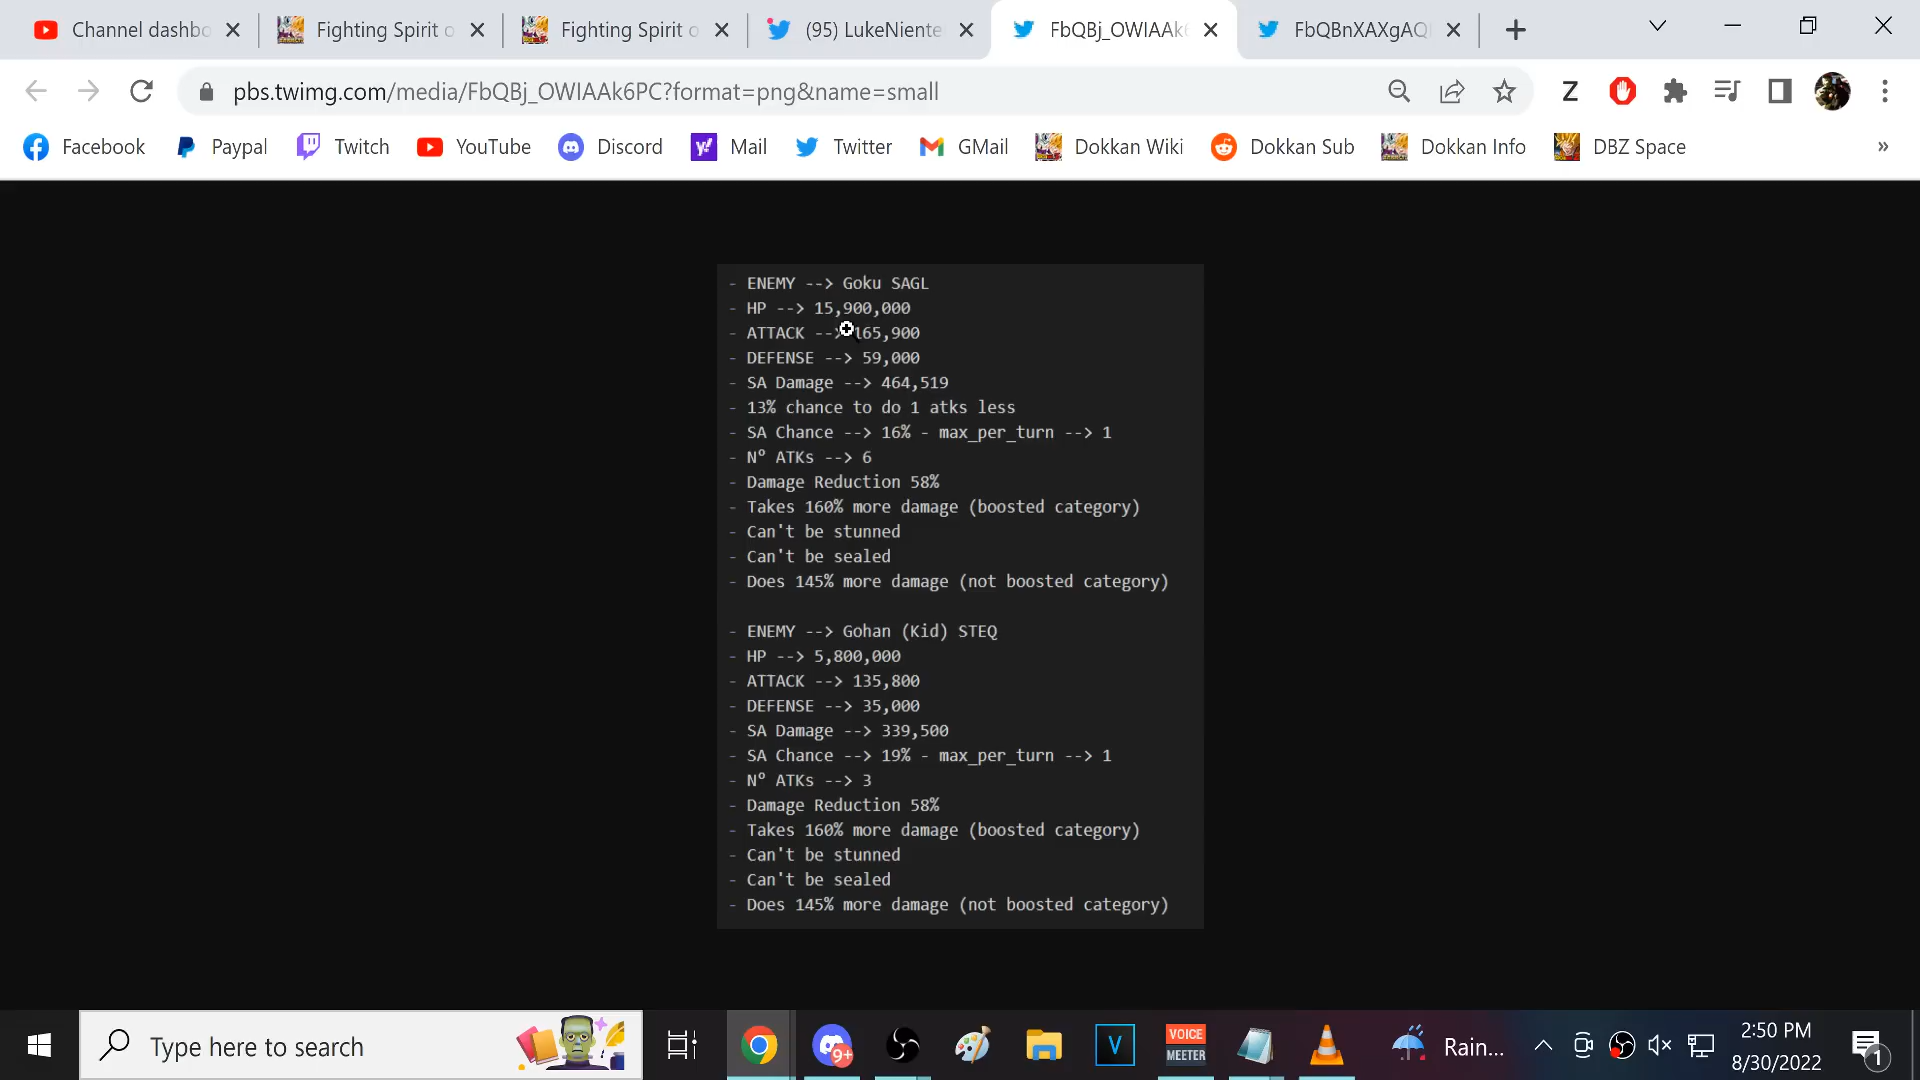 Channel dashbo
Fighting Spirit o
Fighting Spirit o
(95) LukeNiente
FbQBj_OWIAAk
FbQBnXAXgAQ
pbs.twimg.com/media/FbQBj_OWIAAk6PC?format=png&name=small
Z
Facebook
Paypal
Twitch
YouTube
Discord
Mail
Twitter
GMail
Dokkan Wiki
Dokkan Sub
Dokkan Info
DBZ Space
»
- ENEMY --> Goku SAGL
- HP --> 15,900,000
- ATTACK --> 165,900
- DEFENSE --> 59,000
- SA Damage --> 464,519
- 13% chance to do 1 atks less
- SA Chance --> 16% - max_per_turn --> 1
- Nº ATKs --> 6
- Damage Reduction 58%
- Takes 160% more damage (boosted category)
- Can't be stunned
- Can't be sealed
- Does 145% more damage (not boosted category)
- ENEMY --> Gohan (Kid) STEQ
- HP --> 5,800,000
- ATTACK --> 135,800
- DEFENSE --> 35,000
- SA Damage --> 339,500
- SA Chance --> 19% - max_per_turn --> 1
- Nº ATKs --> 3
- Damage Reduction 58%
- Takes 160% more damage (boosted category)
- Can't be stunned
- Can't be sealed
- Does 145% more damage (not boosted category)
Type here to search
9+
V
VOICE
MEETER
Rain...
2:50 PM
8/30/2022
1